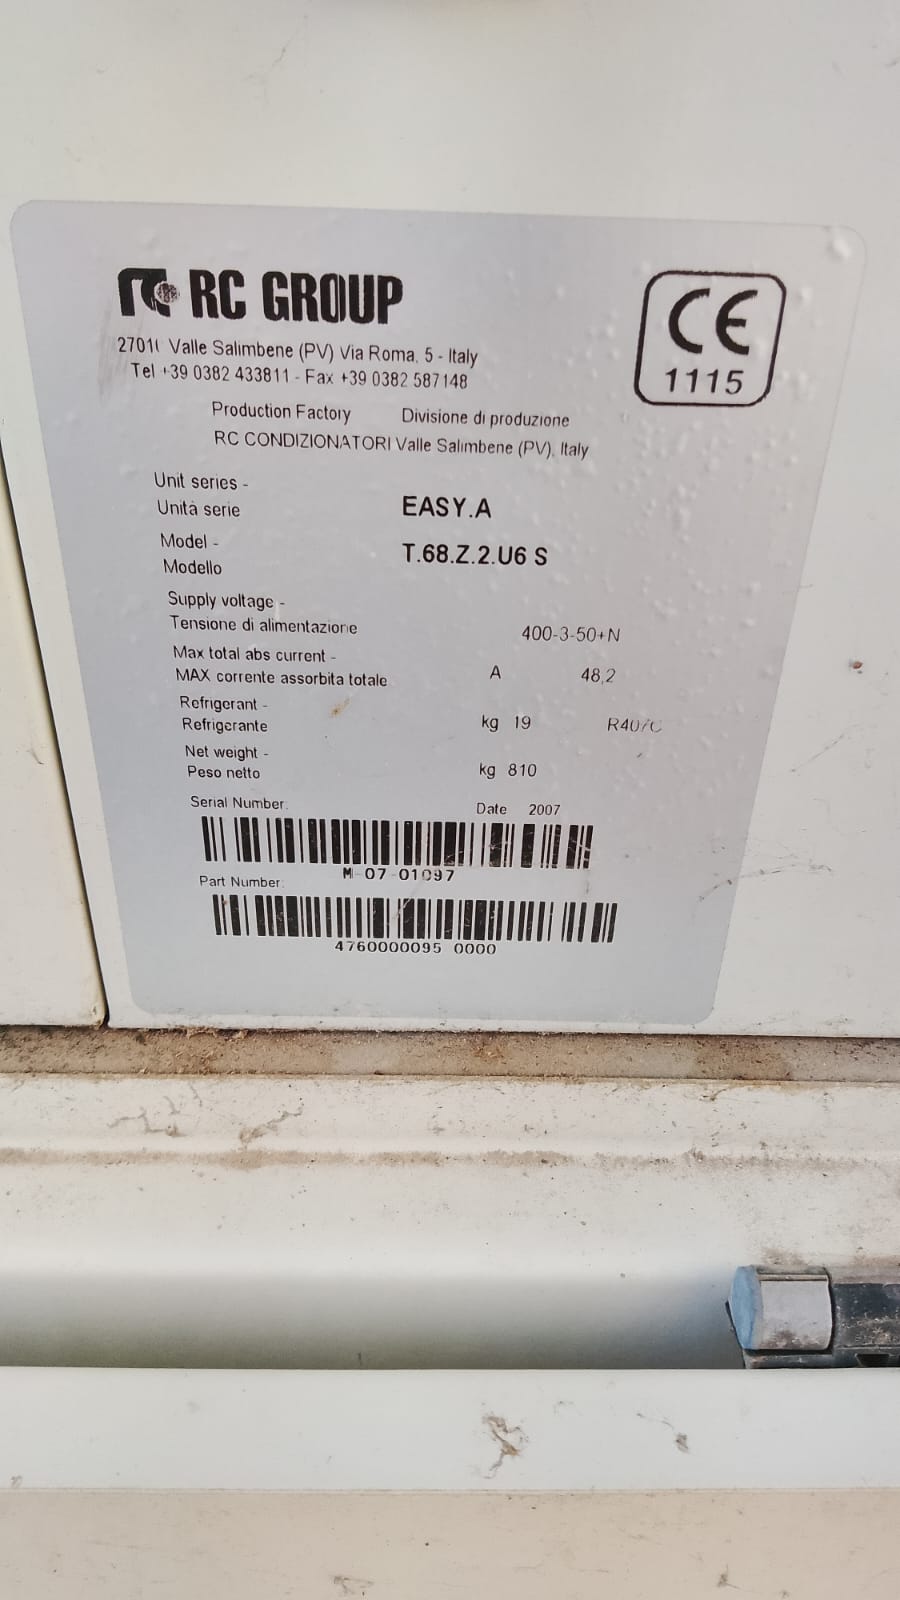 RC GROUP
CE
1115
Valle Salimbene (PV) Via Roma, 5 - Italy
Tel +39 0382 433811 - Fax +39 0382 587148
Production Factory Divisione di produzione
RC CONDIZIONATORI Valle Salimbene (PV), Italy
Unit series -
Unità serie EASY.A
Model -
Modello T.68.Z.2.U6 S
Supply voltage -
Tensione di alimentazione 400-3-50+N
Max total abs current -
MAX corrente assorbita totale A 48,2
Refrigerant -
Refrigerante kg 19 R407C
Net weight -
Peso netto kg 810
Serial Number: Date 2007
M 07 01097
Part Number:
4760000095 0000